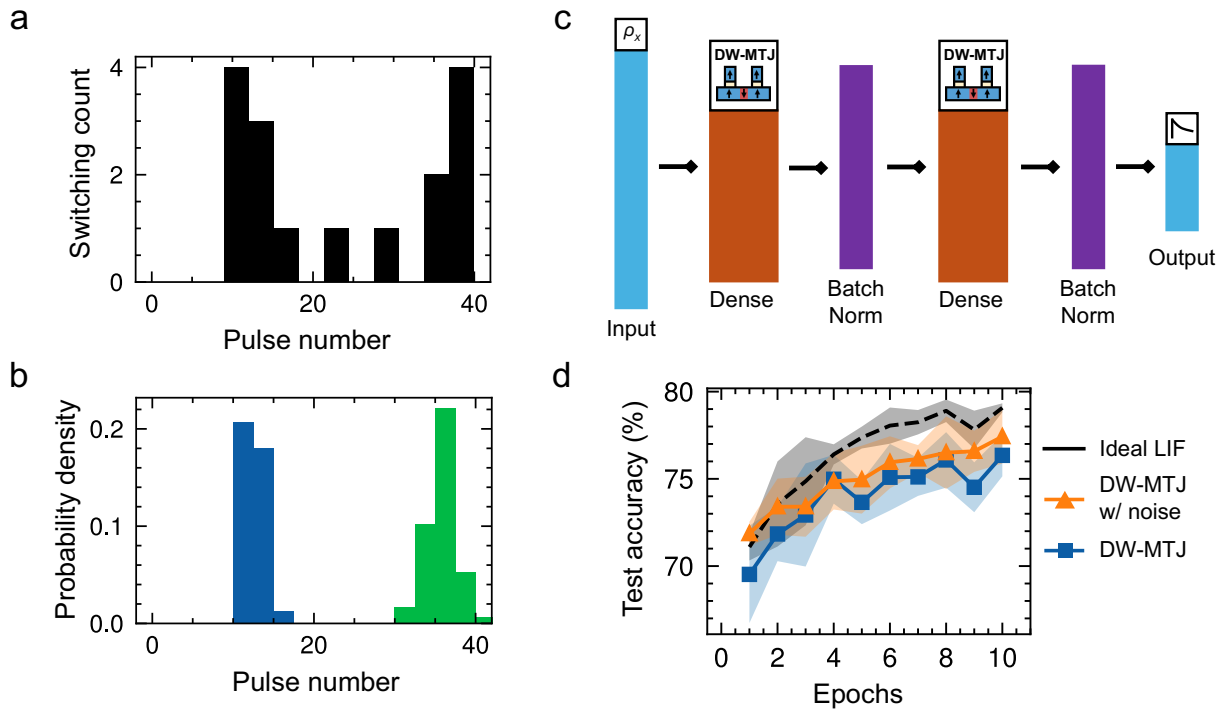 a
4
2
0
Switching count
0
20
40
Pulse number
b
0.2
0.1
0.0
Probability density
0
20
40
Pulse number
c
ρₓ
DW-MTJ
DW-MTJ
Input
Dense
Batch
Norm
Dense
Batch
Norm
Output
d
80
75
70
Test accuracy (%)
0
2
4
6
8
10
Epochs
Ideal LIF
DW-MTJ
w/ noise
DW-MTJ